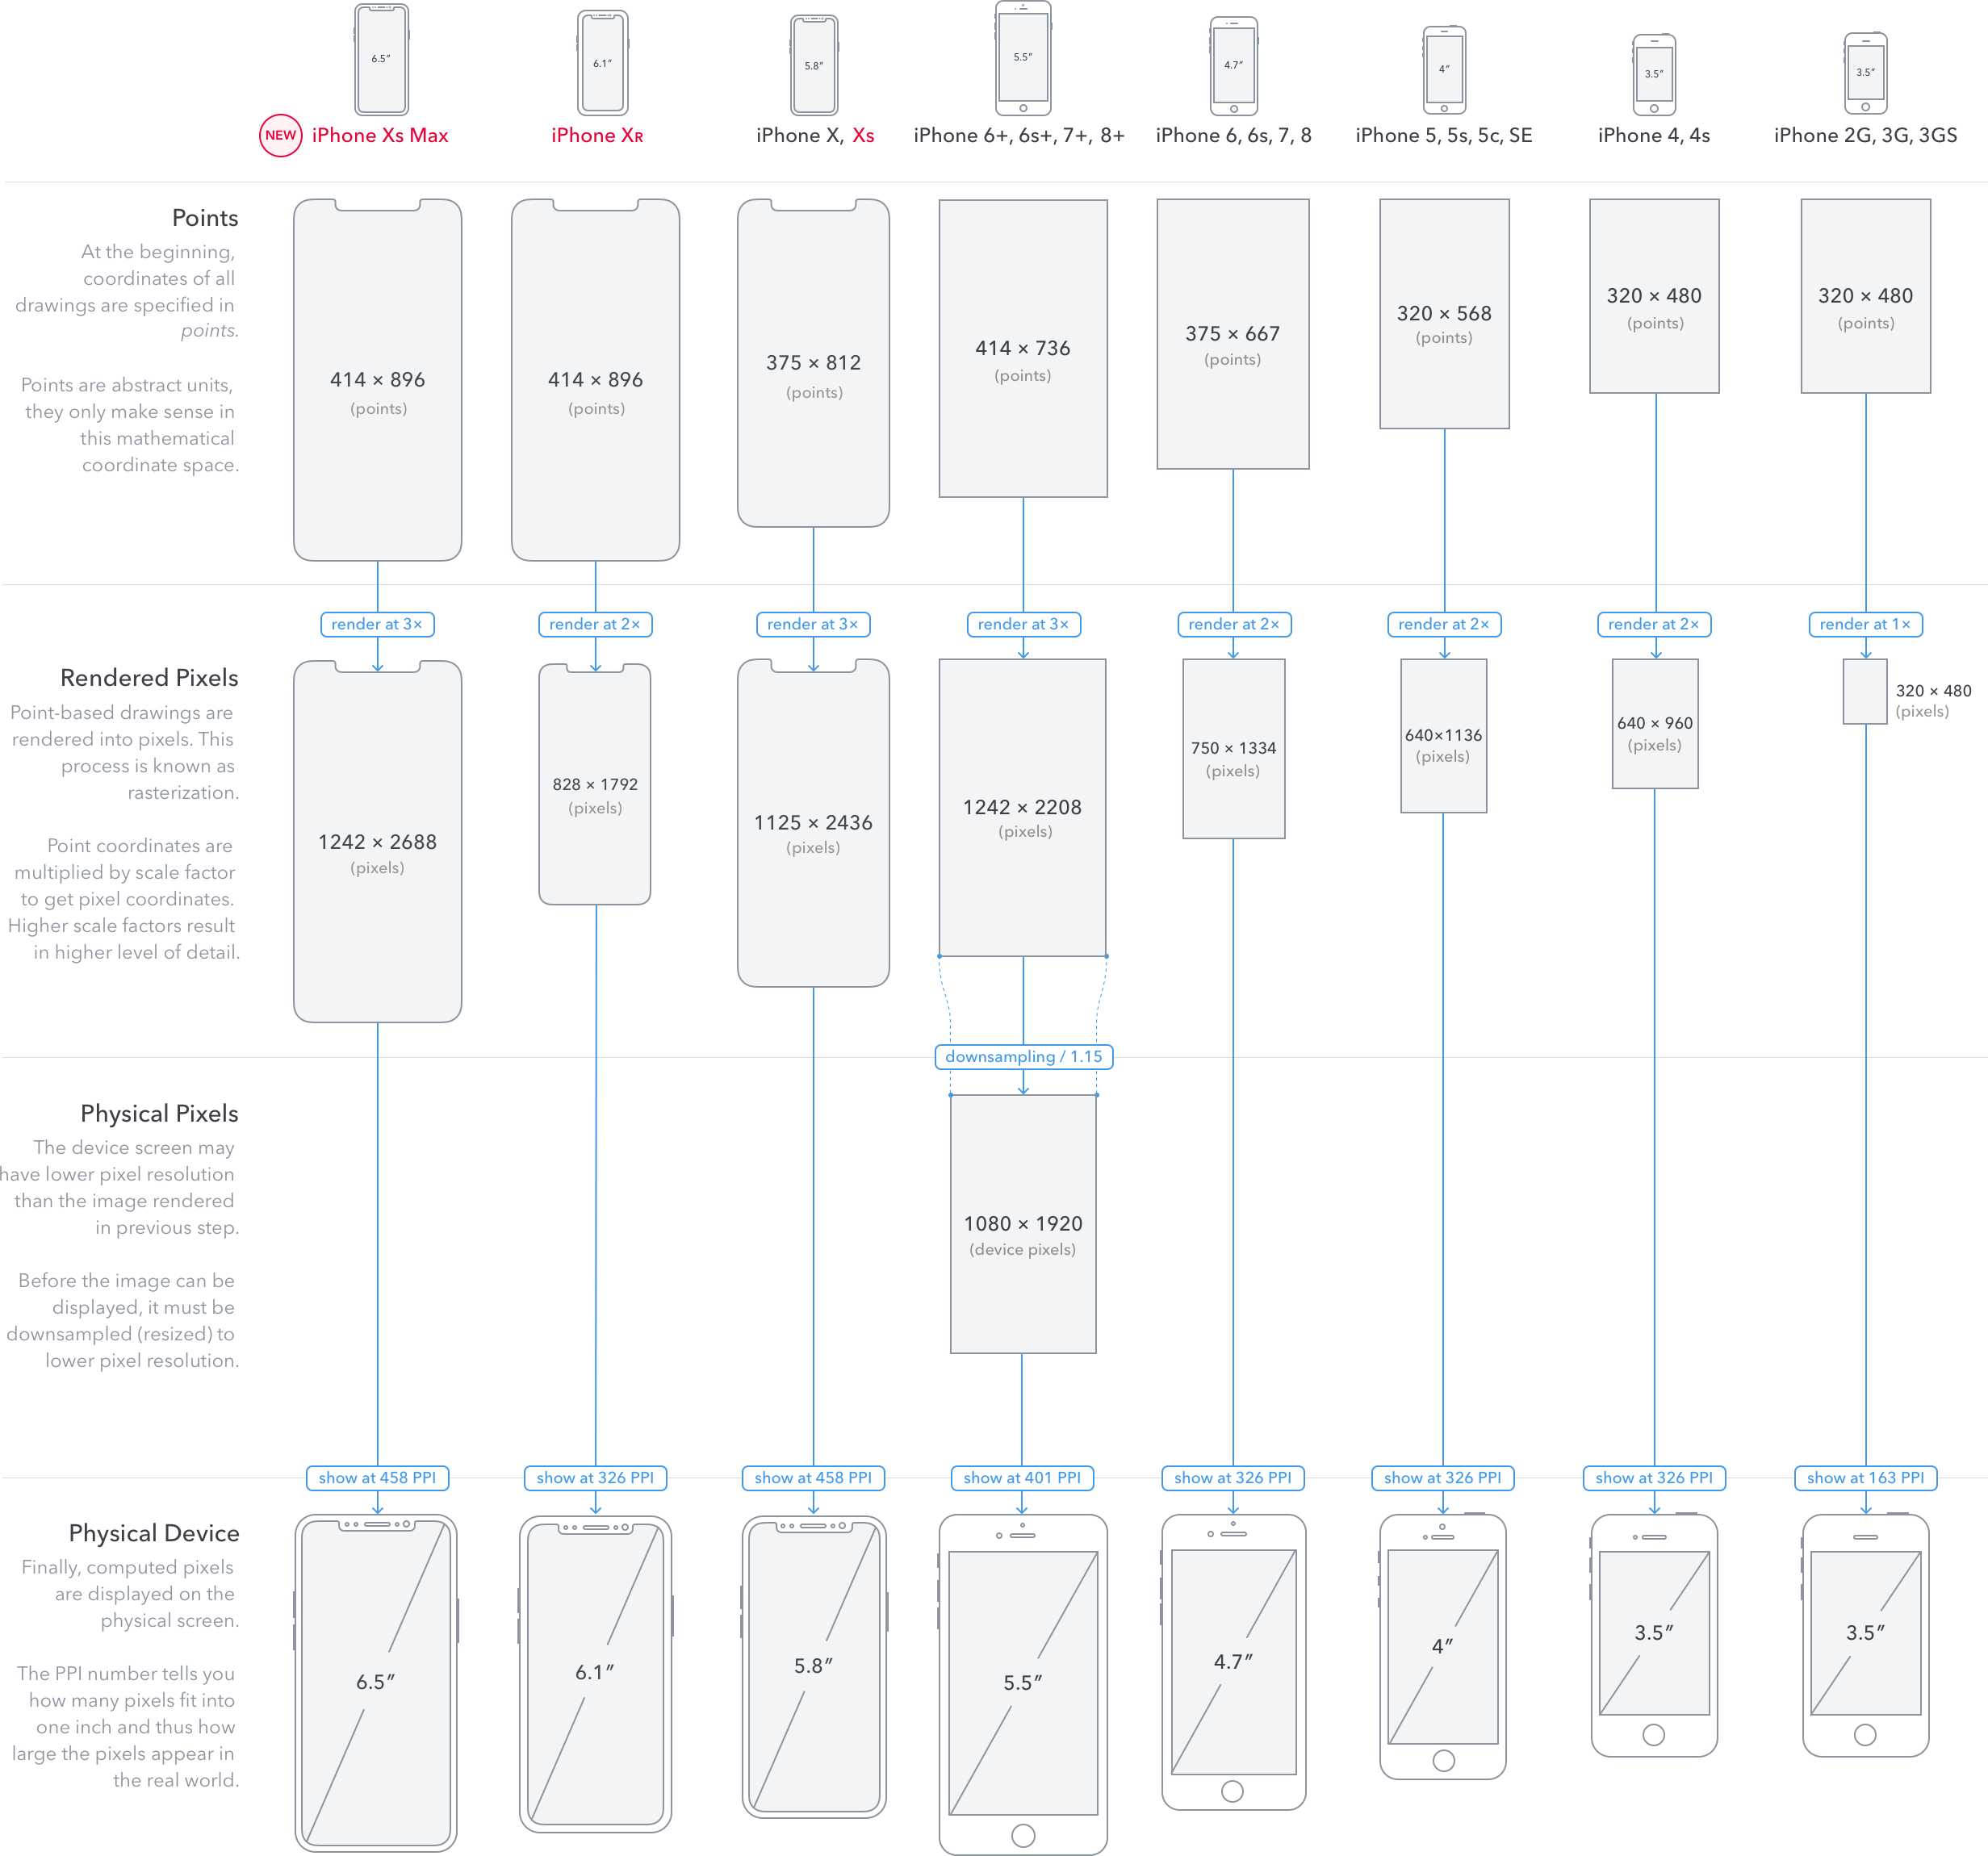 6.5″
6.1″
5.8″
5.5″
4.7″
4″
3.5″
3.5″
NEW
iPhone Xs Max
iPhone XR
iPhone X, Xs
iPhone 6+, 6s+, 7+, 8+
iPhone 6, 6s, 7, 8
iPhone 5, 5s, 5c, SE
iPhone 4, 4s
iPhone 2G, 3G, 3GS
Points
At the beginning,
coordinates of all
drawings are specified in
points.
Points are abstract units,
they only make sense in
this mathematical
coordinate space.
414 × 896
(points)
414 × 896
(points)
375 × 812
(points)
414 × 736
(points)
375 × 667
(points)
320 × 568
(points)
320 × 480
(points)
320 × 480
(points)
render at 3×
render at 2×
render at 3×
render at 3×
render at 2×
render at 2×
render at 2×
render at 1×
Rendered Pixels
Point-based drawings are
rendered into pixels. This
process is known as
rasterization.
Point coordinates are
multiplied by scale factor
to get pixel coordinates.
Higher scale factors result
in higher level of detail.
1242 × 2688
(pixels)
828 × 1792
(pixels)
1125 × 2436
(pixels)
1242 × 2208
(pixels)
750 × 1334
(pixels)
640×1136
(pixels)
640 × 960
(pixels)
320 × 480
(pixels)
downsampling / 1.15
Physical Pixels
The device screen may
have lower pixel resolution
than the image rendered
in previous step.
Before the image can be
displayed, it must be
downsampled (resized) to
lower pixel resolution.
1080 × 1920
(device pixels)
show at 458 PPI
show at 326 PPI
show at 458 PPI
show at 401 PPI
show at 326 PPI
show at 326 PPI
show at 326 PPI
show at 163 PPI
Physical Device
Finally, computed pixels
are displayed on the
physical screen.
The PPI number tells you
how many pixels fit into
one inch and thus how
large the pixels appear in
the real world.
6.5″
6.1″
5.8″
5.5″
4.7″
4″
3.5″
3.5″